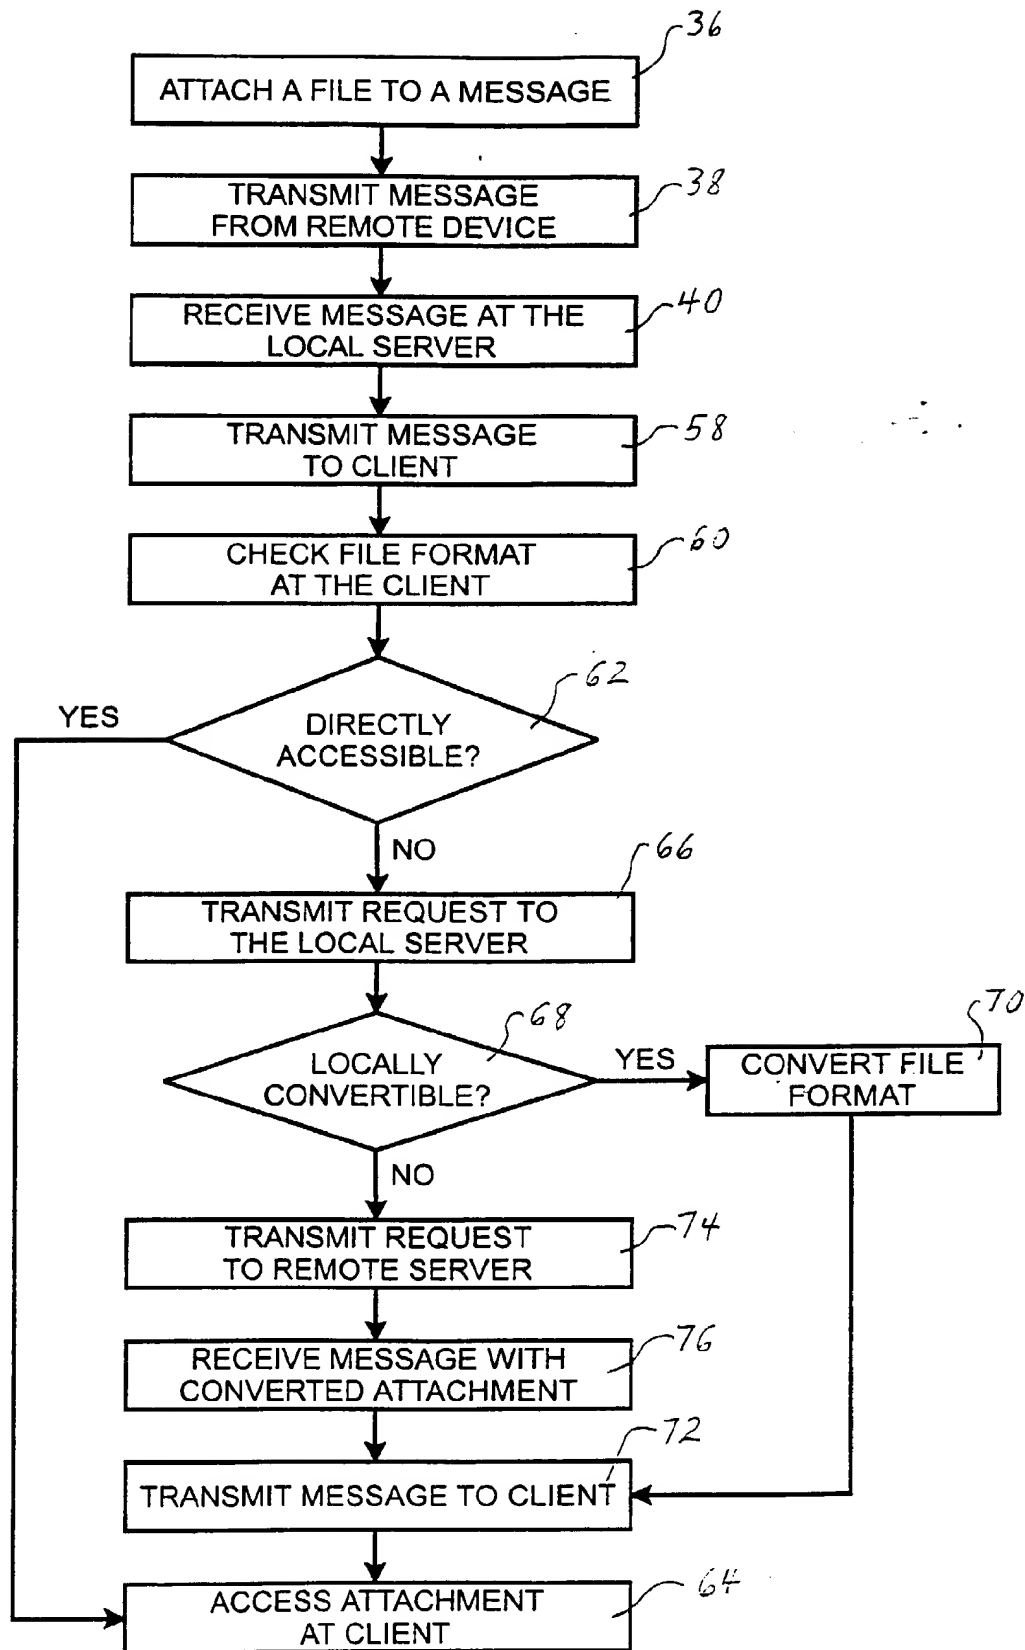 36
ATTACH A FILE TO A MESSAGE
38
TRANSMIT MESSAGE
FROM REMOTE DEVICE
40
RECEIVE MESSAGE AT THE
LOCAL SERVER
58
TRANSMIT MESSAGE
TO CLIENT
60
CHECK FILE FORMAT
AT THE CLIENT
62
YES
DIRECTLY
ACCESSIBLE?
NO
66
TRANSMIT REQUEST TO
THE LOCAL SERVER
68
LOCALLY
CONVERTIBLE?
YES
70
CONVERT FILE
FORMAT
NO
74
TRANSMIT REQUEST
TO REMOTE SERVER
76
RECEIVE MESSAGE WITH
CONVERTED ATTACHMENT
72
TRANSMIT MESSAGE TO CLIENT
64
ACCESS ATTACHMENT
AT CLIENT